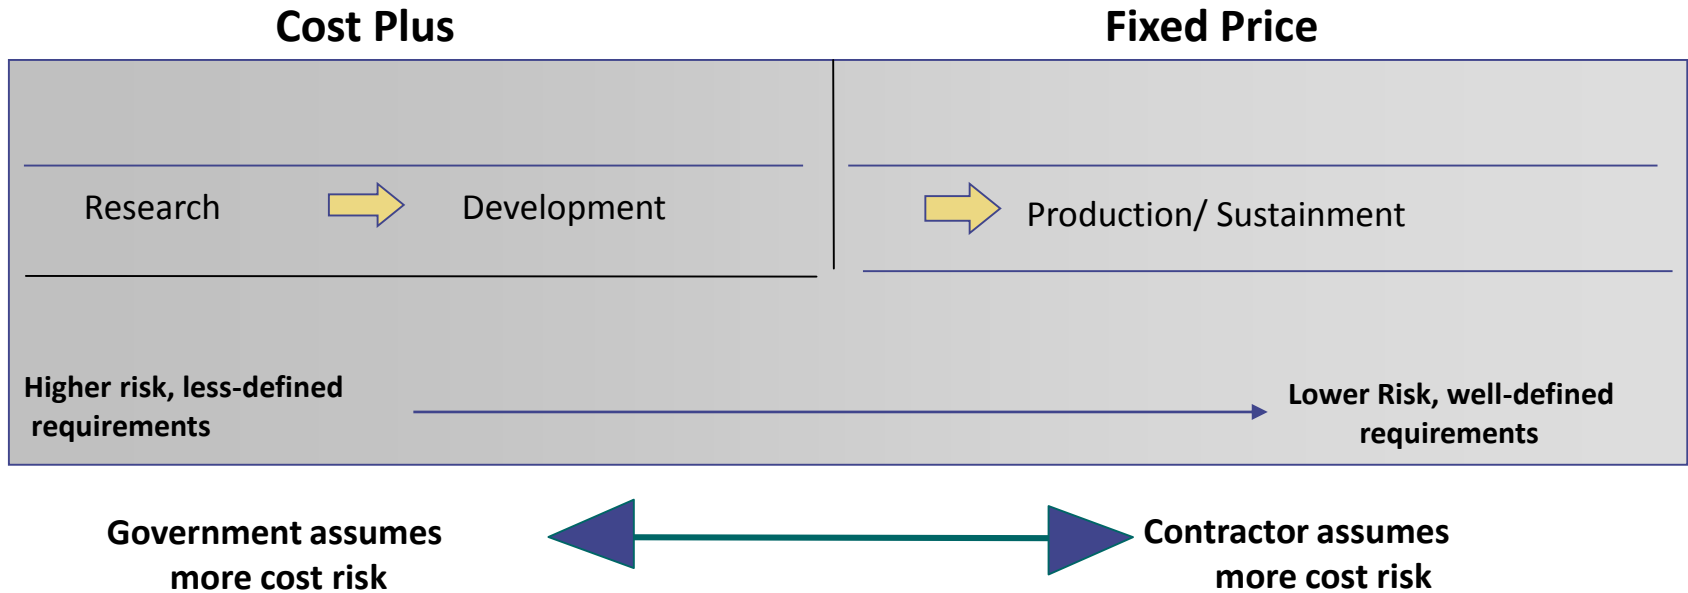 Cost Plus
Fixed Price
Research
Development
Production/ Sustainment
Higher risk, less-defined
requirements
Lower Risk, well-defined
requirements
Government assumes
more cost risk
Contractor assumes
more cost risk